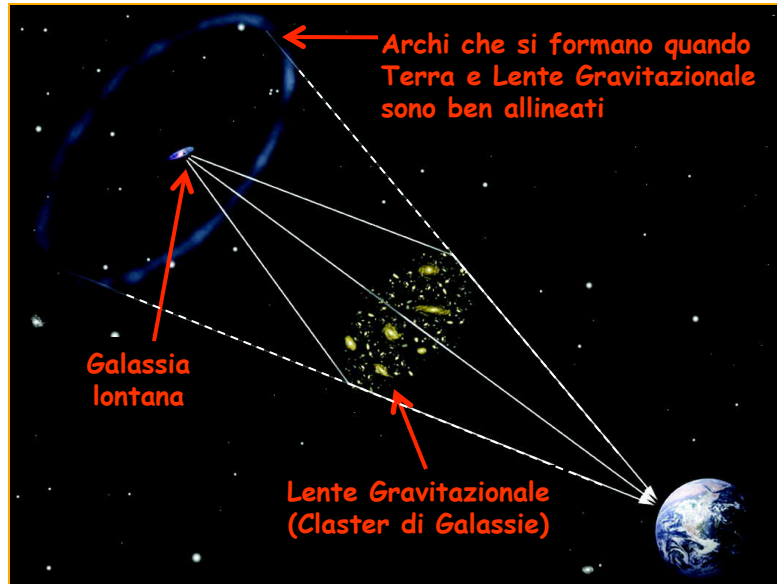 Archi che si formano quando
Terra e Lente Gravitazionale
sono ben allineati
Galassia
lontana
Lente Gravitazionale
(Claster di Galassie)